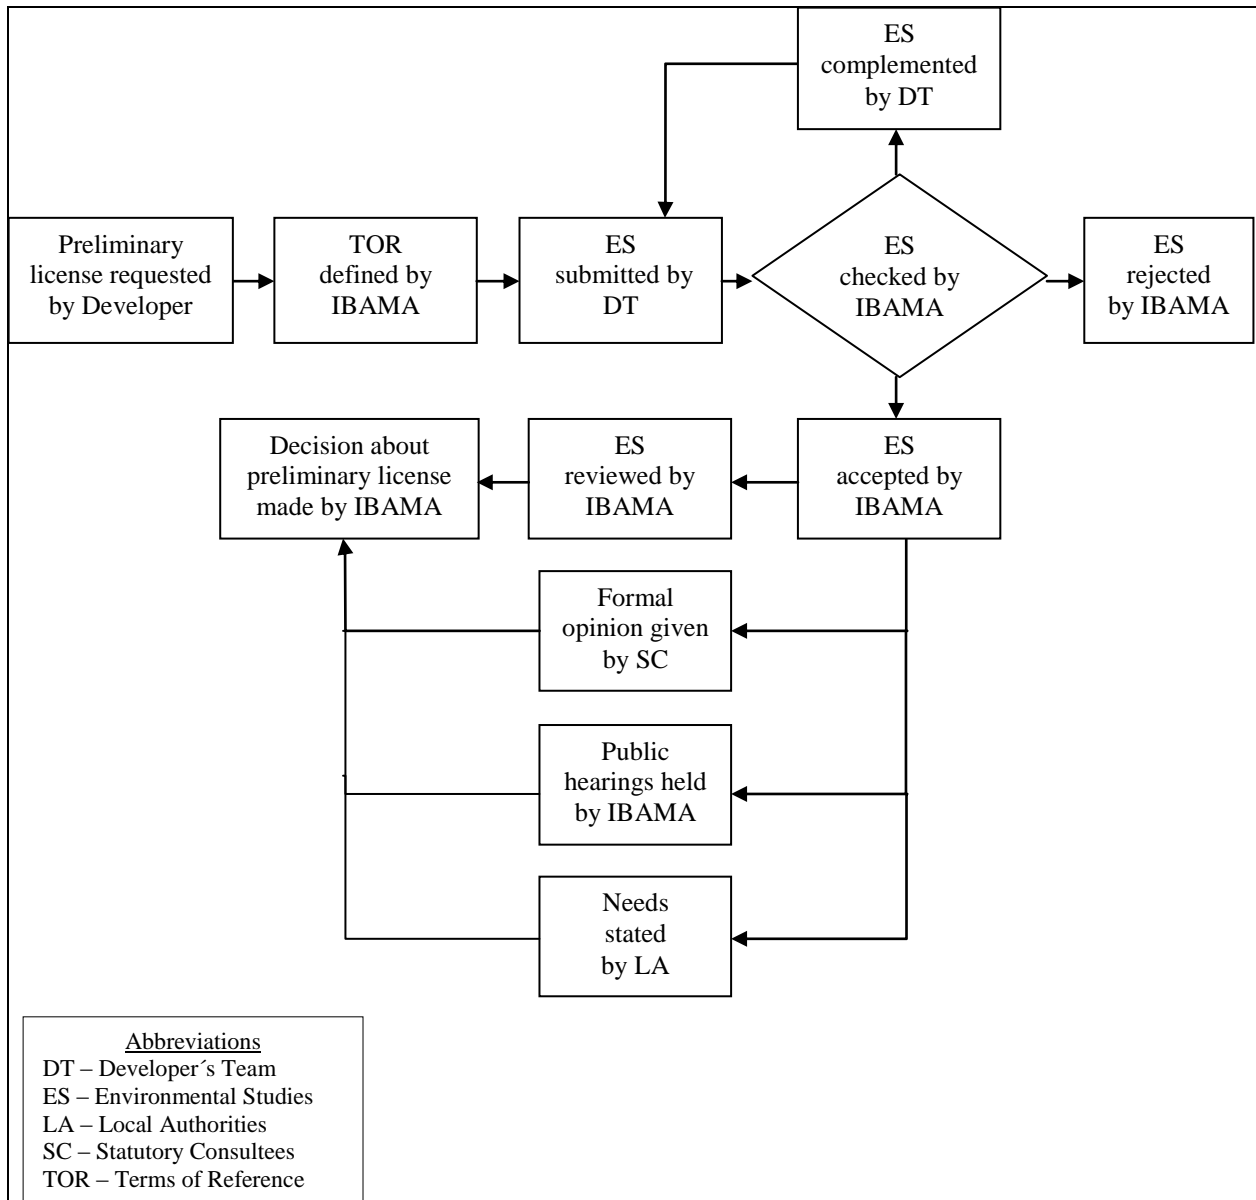 ES
complemented
by DT
Preliminary
license requested
by Developer
TOR
defined by
IBAMA
ES
submitted by
DT
ES
checked by
IBAMA
ES
rejected
by IBAMA
Decision about
preliminary license
made by IBAMA
ES
reviewed by
IBAMA
ES
accepted by
IBAMA
Formal
opinion given
by SC
Public
hearings held
by IBAMA
Needs
stated
by LA
Abbreviations
DT – Developer´s Team
ES – Environmental Studies
LA – Local Authorities
SC – Statutory Consultees
TOR – Terms of Reference